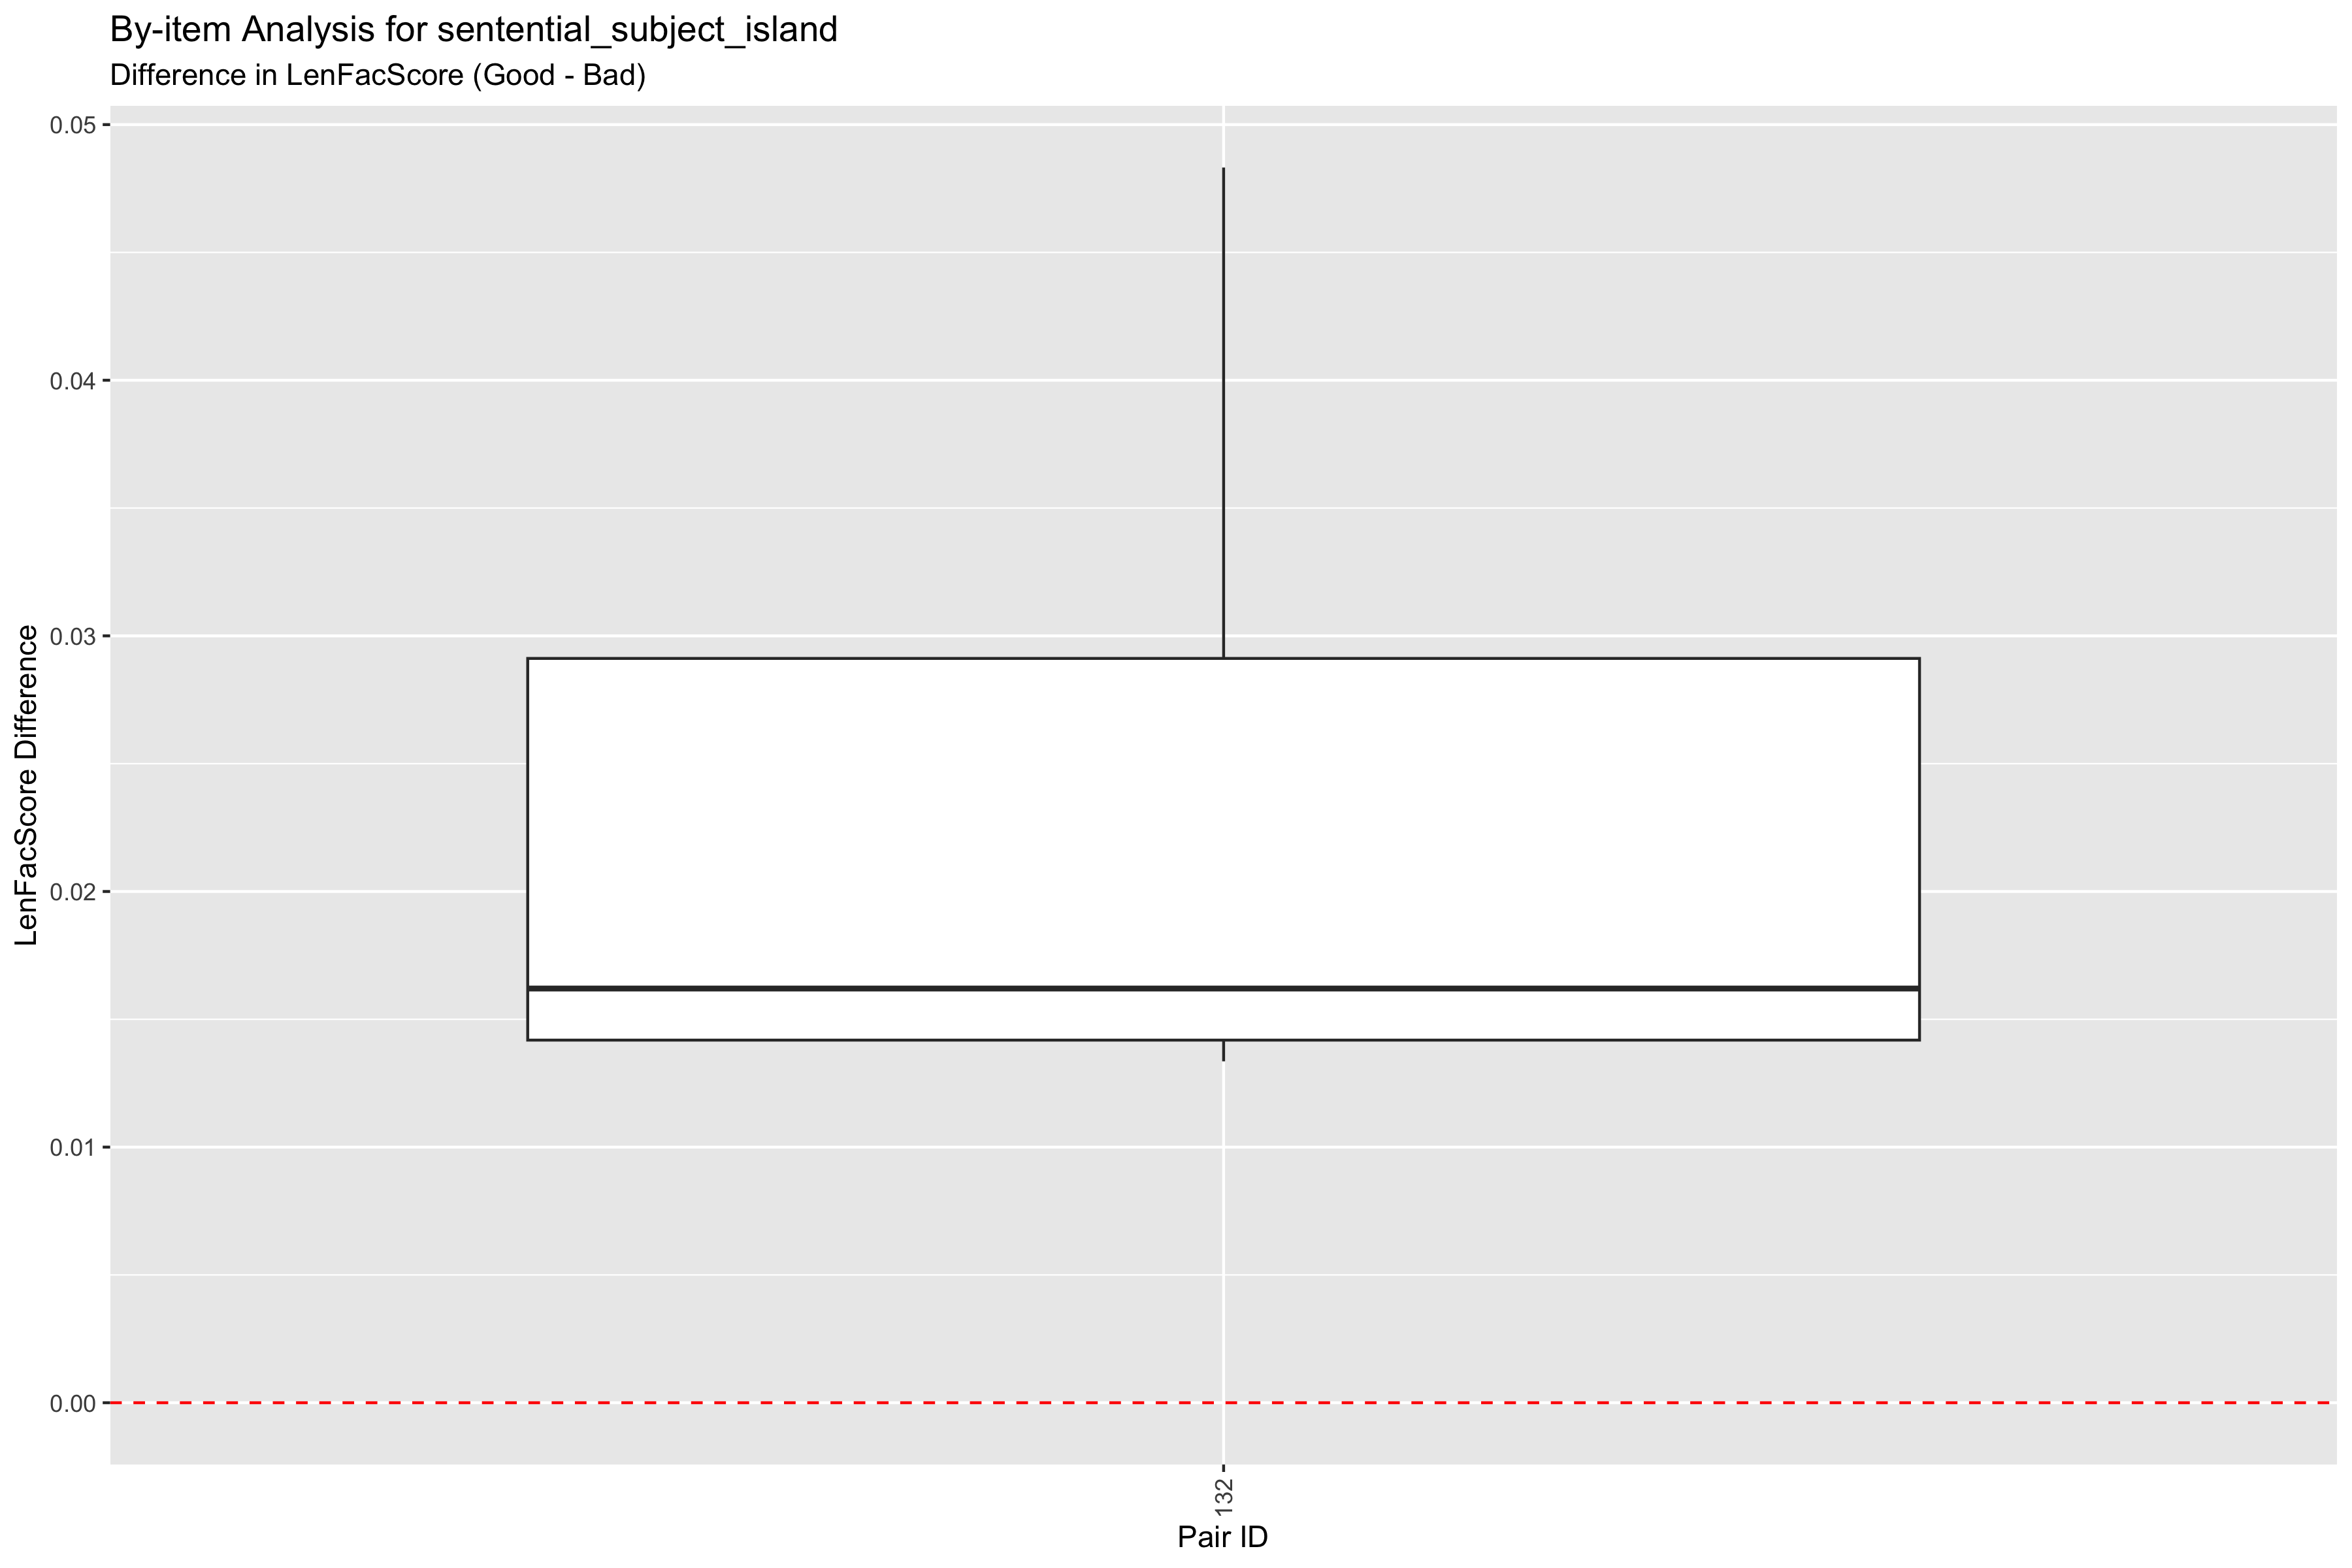 By-item Analysis for sentential_subject_island
Difference in LenFacScore (Good - Bad)
LenFacScore Difference
0.05
0.04
0.03
0.02
0.01
0.00
132
Pair ID